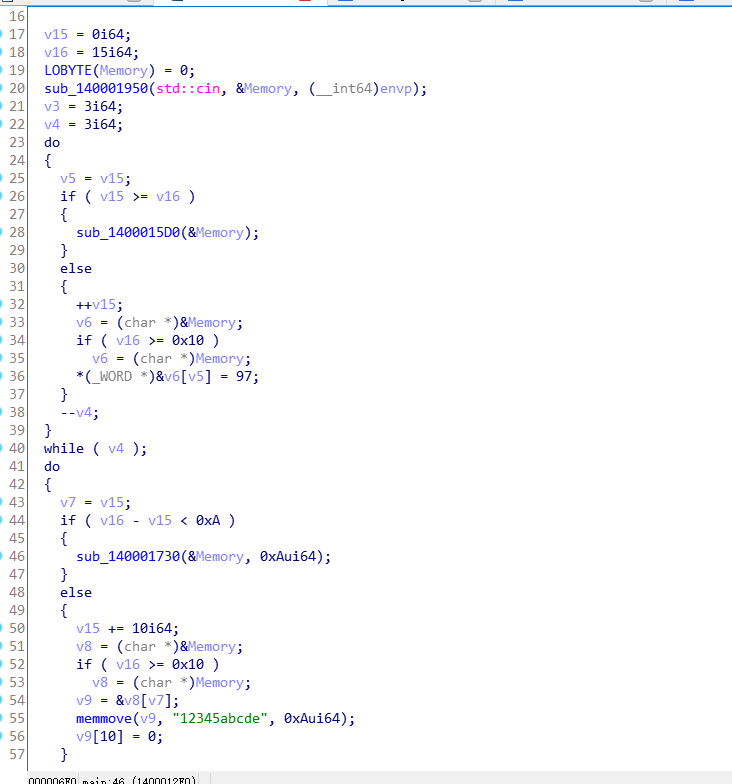 16
17 v15 = 0i64;
18 v16 = 15i64;
19 LOBYTE(Memory) = 0;
20 sub_140001950(std::cin, &Memory, (__int64)envp);
21 v3 = 3i64;
22 v4 = 3i64;
23 do
24 {
25 v5 = v15;
26 if ( v15 >= v16 )
27 {
28 sub_1400015D0(&Memory);
29 }
30 else
31 {
32 ++v15;
33 v6 = (char *)&Memory;
34 if ( v16 >= 0x10 )
35 v6 = (char *)Memory;
36 *(_WORD *)&v6[v5] = 97;
37 }
38 --v4;
39 }
40 while ( v4 );
41 do
42 {
43 v7 = v15;
44 if ( v16 - v15 < 0xA )
45 {
46 sub_140001730(&Memory, 0xAui64);
47 }
48 else
49 {
50 v15 += 10i64;
51 v8 = (char *)&Memory;
52 if ( v16 >= 0x10 )
53 v8 = (char *)Memory;
54 v9 = &v8[v7];
55 memmove(v9, "12345abcde", 0xAui64);
56 v9[10] = 0;
57 }
000006F0 main:46 (1400012F0)